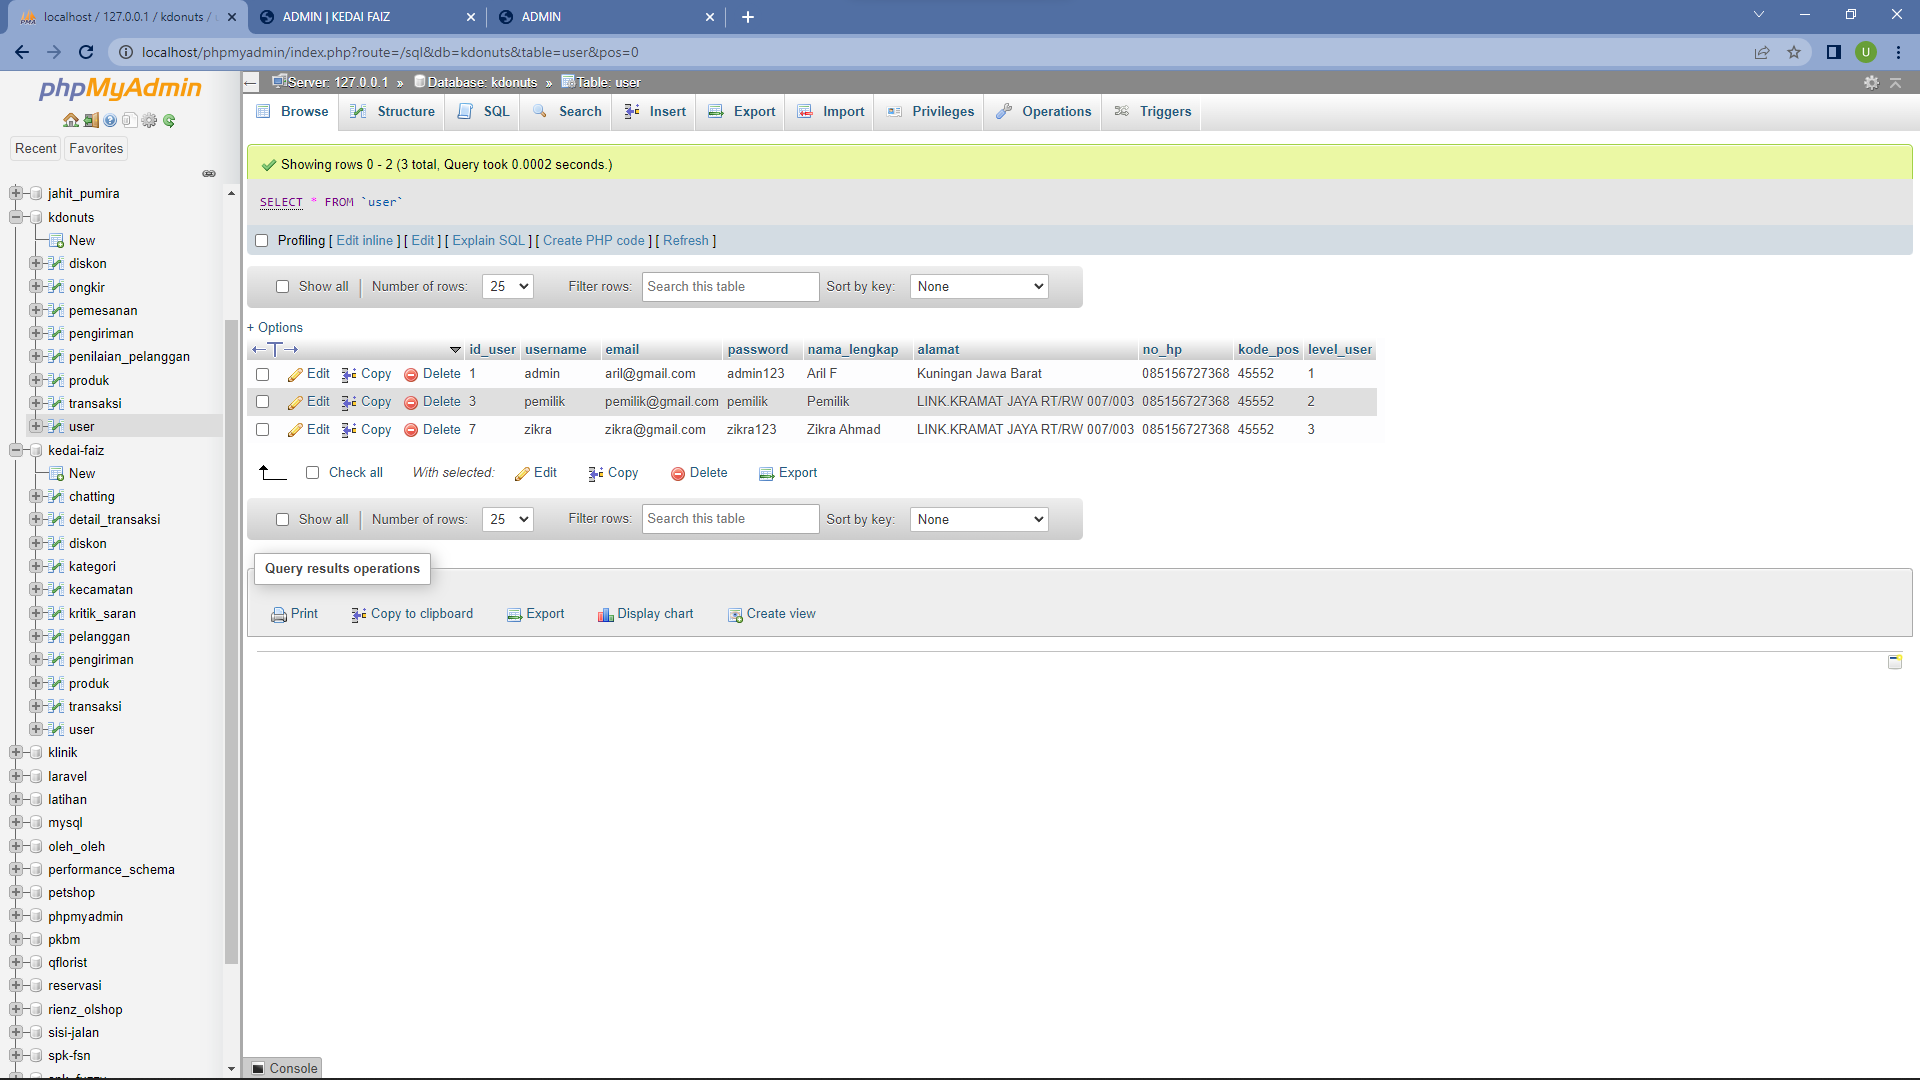 localhost / 127.0.0.1 / kdonuts /
ADMIN | KEDAI FAIZ
ADMIN
localhost/phpmyadmin/index.php?route=/sql&db=kdonuts&table=user&pos=0
U
phpMyAdmin
Recent
Favorites
jahit_pumira
kdonuts
New
diskon
ongkir
pemesanan
pengiriman
penilaian_pelanggan
produk
transaksi
user
kedai-faiz
New
chatting
detail_transaksi
diskon
kategori
kecamatan
kritik_saran
pelanggan
pengiriman
produk
transaksi
user
klinik
laravel
latihan
mysql
oleh_oleh
performance_schema
petshop
phpmyadmin
pkbm
qflorist
reservasi
rienz_olshop
sisi-jalan
spk-fsn
Server: 127.0.0.1 » Database: kdonuts » Table: user
Browse Structure SQL Search Insert Export Import Privileges Operations Triggers
Showing rows 0 - 2 (3 total, Query took 0.0002 seconds.)
SELECT * FROM `user`
Profiling [ Edit inline ] [ Edit ] [ Explain SQL ] [ Create PHP code ] [ Refresh ]
Show all | Number of rows: 25 Filter rows: Search this table Sort by key: None
+ Options
←T→ id_user username email password nama_lengkap alamat no_hp kode_pos level_user
Edit Copy Delete 1 admin aril@gmail.com admin123 Aril F Kuningan Jawa Barat 085156727368 45552 1
Edit Copy Delete 3 pemilik pemilik@gmail.com pemilik Pemilik LINK.KRAMAT JAYA RT/RW 007/003 085156727368 45552 2
Edit Copy Delete 7 zikra zikra@gmail.com zikra123 Zikra Ahmad LINK.KRAMAT JAYA RT/RW 007/003 085156727368 45552 3
Check all With selected: Edit Copy Delete Export
Show all | Number of rows: 25 Filter rows: Search this table Sort by key: None
Query results operations
Print Copy to clipboard Export Display chart Create view
Console